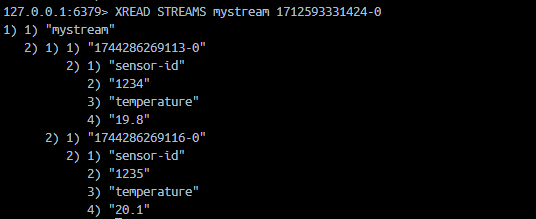 127.0.0.1:6379> XREAD STREAMS mystream 1712593331424-0
1) 1) "mystream"
   2) 1) 1) "1744286269113-0"
         2) 1) "sensor-id"
            2) "1234"
            3) "temperature"
            4) "19.8"
      2) 1) "1744286269116-0"
         2) 1) "sensor-id"
            2) "1235"
            3) "temperature"
            4) "20.1"